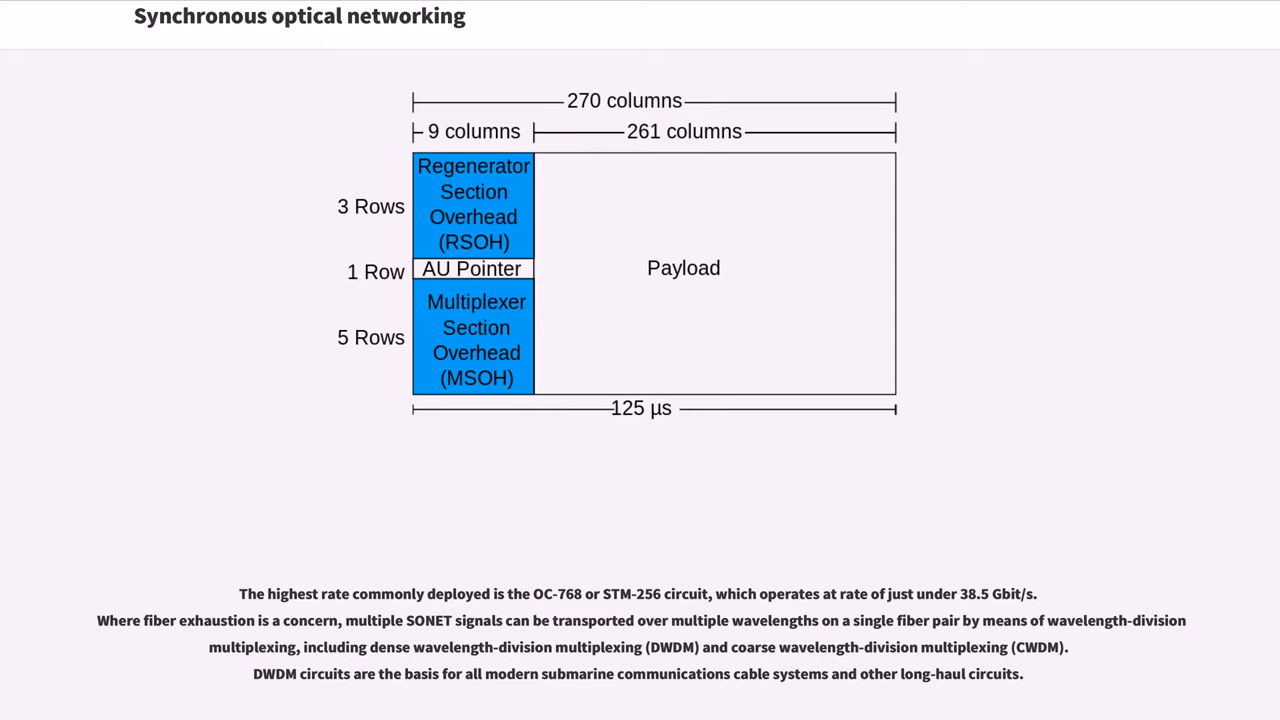 Synchronous optical networking
270 columns
9 columns
261 columns
Regenerator
Section
Overhead
(RSOH)
3 Rows
1 Row
AU Pointer
Payload
Multiplexer
Section
Overhead
(MSOH)
5 Rows
125 µs
The highest rate commonly deployed is the OC-768 or STM-256 circuit, which operates at rate of just under 38.5 Gbit/s.
Where fiber exhaustion is a concern, multiple SONET signals can be transported over multiple wavelengths on a single fiber pair by means of wavelength-division
multiplexing, including dense wavelength-division multiplexing (DWDM) and coarse wavelength-division multiplexing (CWDM).
DWDM circuits are the basis for all modern submarine communications cable systems and other long-haul circuits.